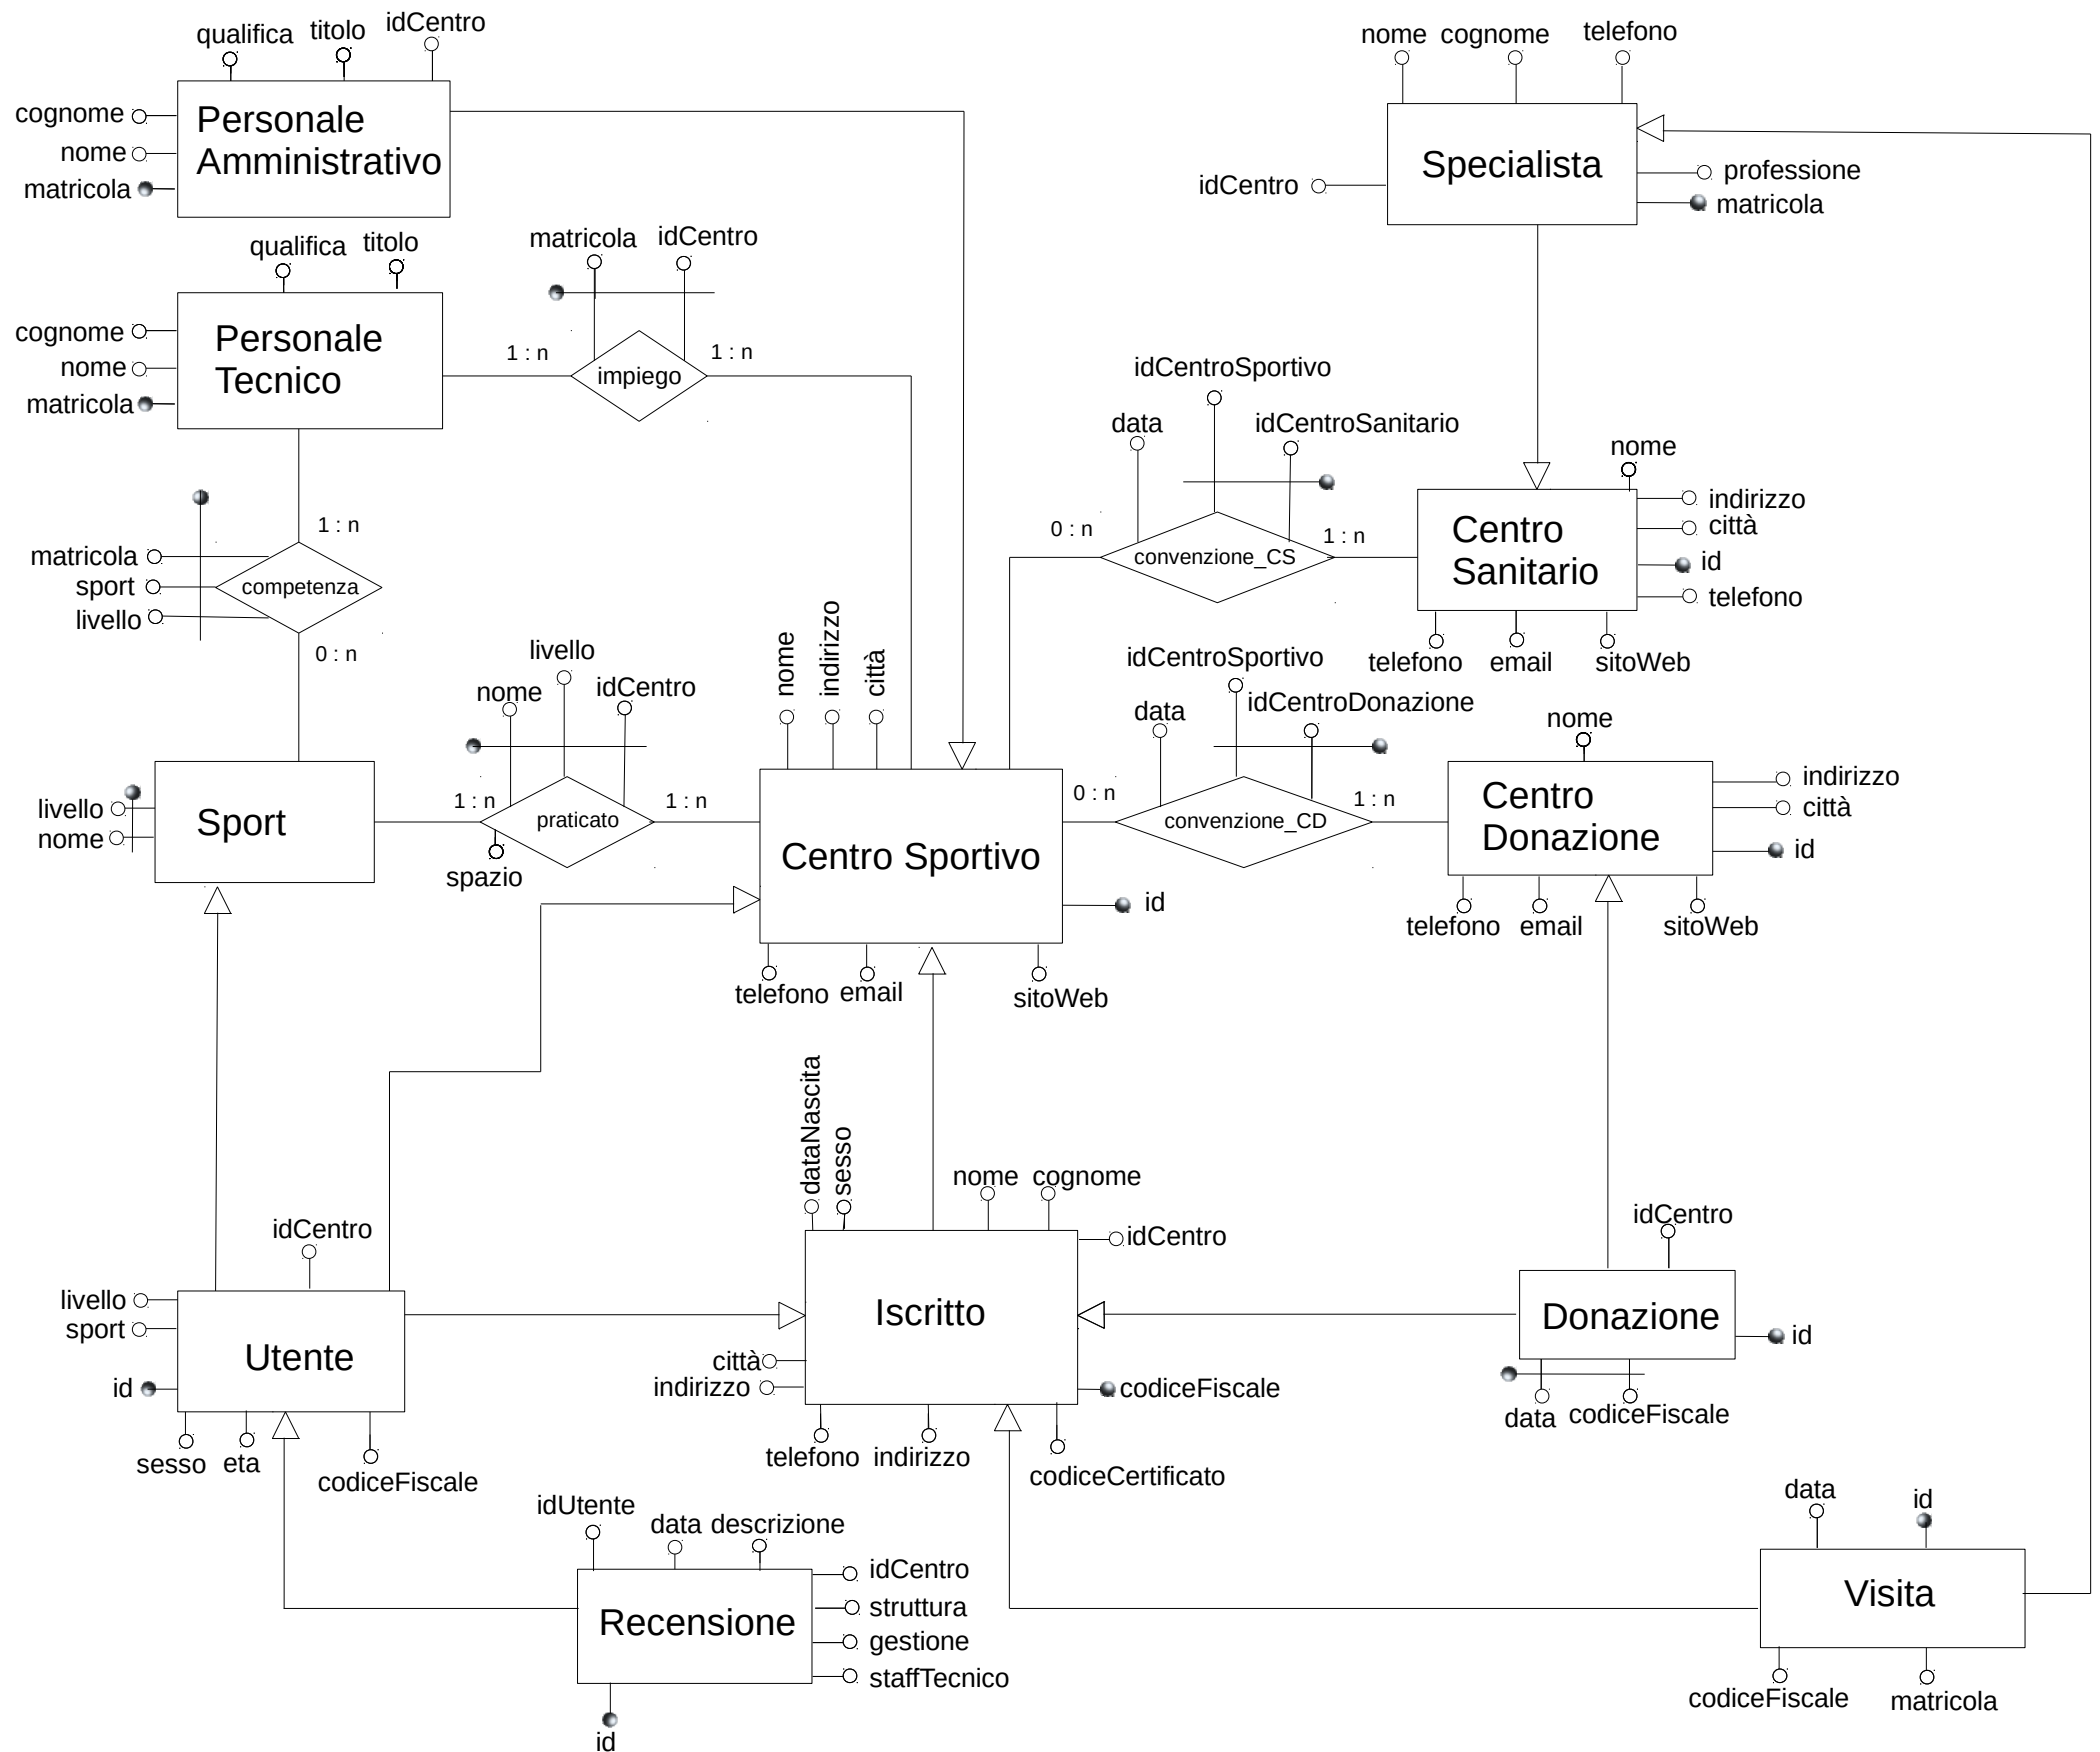 qualifica
titolo
idCentro
cognome
nome
matricola
Personale
Amministrativo
nome
cognome
telefono
Specialista
idCentro
professione
matricola
qualifica
titolo
cognome
nome
matricola
Personale
Tecnico
matricola
idCentro
1 : n
impiego
1 : n
idCentroSportivo
data
idCentroSanitario
0 : n
convenzione_CS
1 : n
nome
Centro
Sanitario
indirizzo
città
id
telefono
telefono
email
sitoWeb
1 : n
matricola
sport
livello
competenza
0 : n
livello
nome
idCentro
1 : n
praticato
1 : n
spazio
livello
nome
Sport
nome
indirizzo
città
Centro Sportivo
id
telefono
email
sitoWeb
idCentroSportivo
data
idCentroDonazione
0 : n
convenzione_CD
1 : n
nome
Centro
Donazione
indirizzo
città
id
telefono
email
sitoWeb
dataNascita
sesso
nome
cognome
idCentro
Iscritto
città
indirizzo
codiceFiscale
telefono
indirizzo
codiceCertificato
idCentro
livello
sport
id
Utente
sesso
eta
codiceFiscale
idCentro
Donazione
id
data
codiceFiscale
idUtente
data
descrizione
Recensione
idCentro
struttura
gestione
staffTecnico
id
data
id
Visita
codiceFiscale
matricola